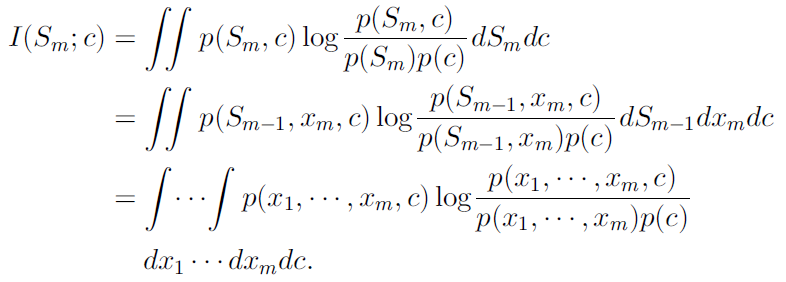 I(S_m; c) = ∬ p(S_m, c) log p(S_m, c) / p(S_m)p(c) dS_m dc
= ∬ p(S_{m−1}, x_m, c) log p(S_{m−1}, x_m, c) / p(S_{m−1}, x_m)p(c) dS_{m−1}dx_m dc
= ∫ ⋯ ∫ p(x_1, ⋯ , x_m, c) log p(x_1, ⋯ , x_m, c) / p(x_1, ⋯ , x_m)p(c)
dx_1 ⋯ dx_m dc.